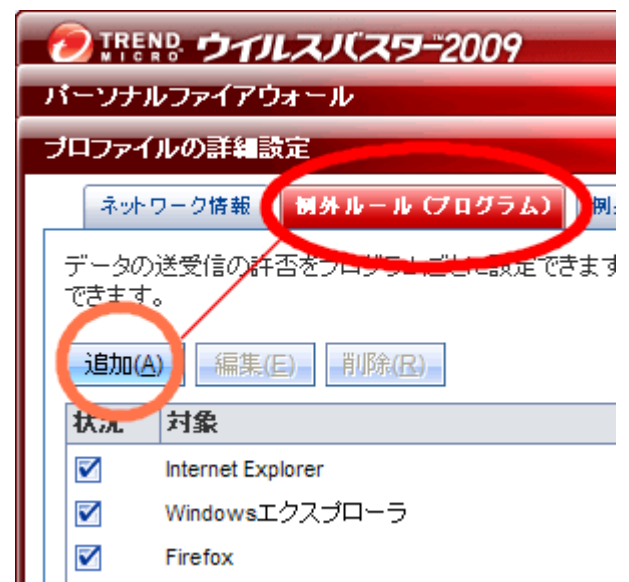 TREND MICRO ウイルスバスター™2009
パーソナルファイアウォール
プロファイルの詳細設定
ネットワーク情報 例外ルール（プログラム） 例
データの送受信の許否をプログラムごとに設定できます
できます。
追加(A) 編集(E) 削除(R)
状況 対象
Internet Explorer
Windowsエクスプローラ
Firefox